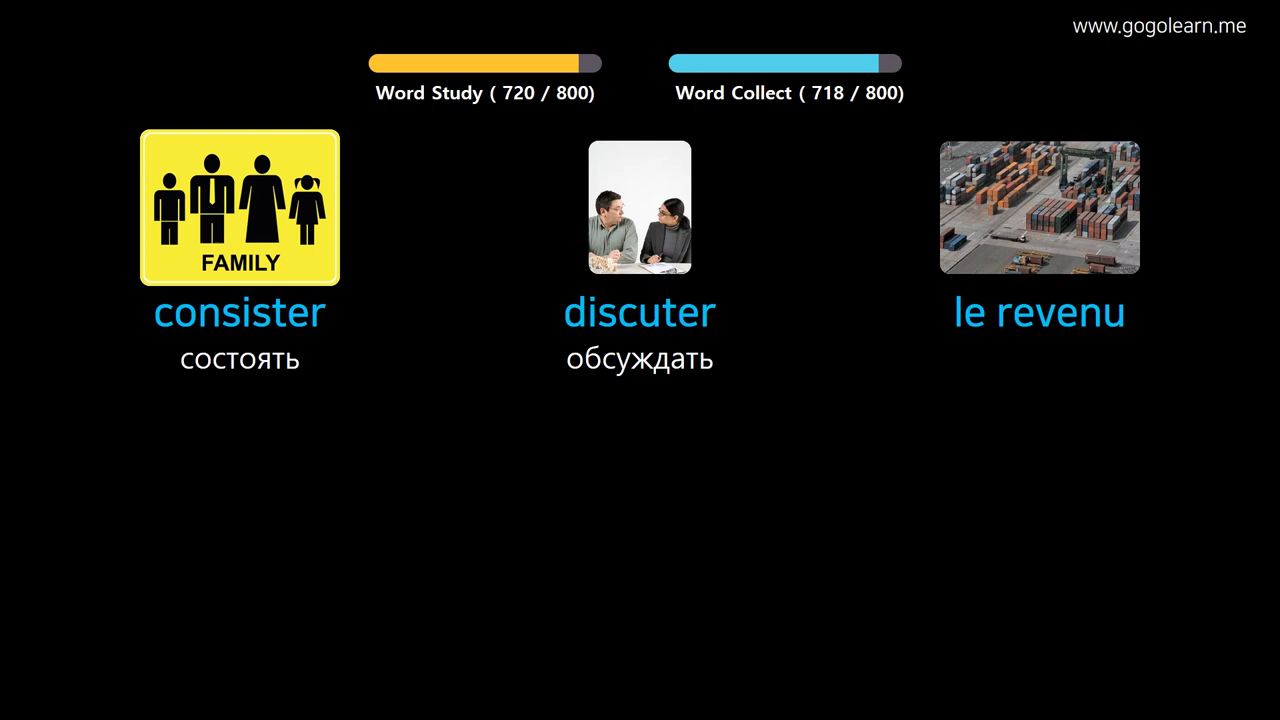 www.gogolearn.me
Word Study ( 720 / 800)
Word Collect ( 718 / 800)
FAMILY
consister
discuter
le revenu
состоять
обсуждать